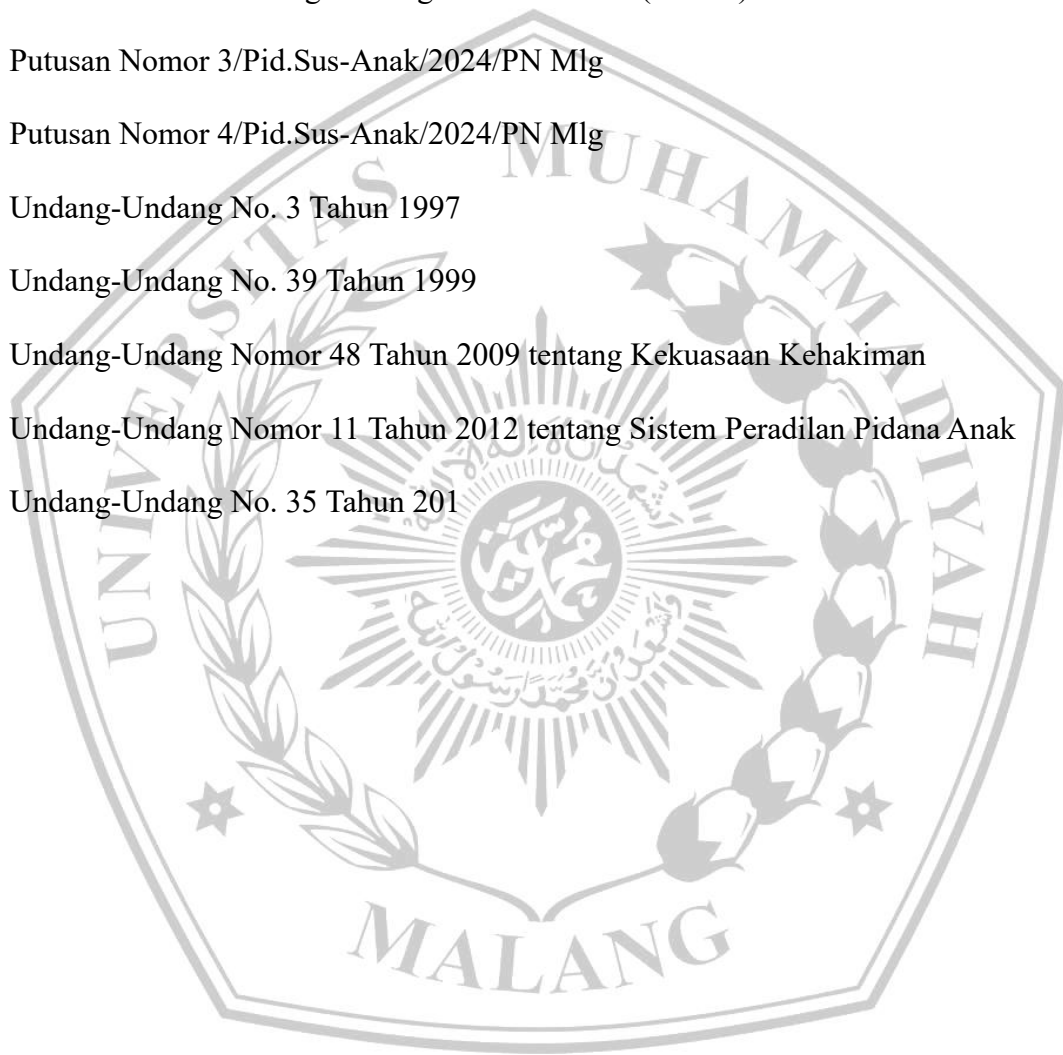 Putusan Nomor 3/Pid.Sus-Anak/2024/PN Mlg
Putusan Nomor 4/Pid.Sus-Anak/2024/PN Mlg
Undang-Undang No. 3 Tahun 1997
Undang-Undang No. 39 Tahun 1999
Undang-Undang Nomor 48 Tahun 2009 tentang Kekuasaan Kehakiman
Undang-Undang Nomor 11 Tahun 2012 tentang Sistem Peradilan Pidana Anak
Undang-Undang No. 35 Tahun 201
UNIVERSITAS MUHAMMADIYAH
MALANG